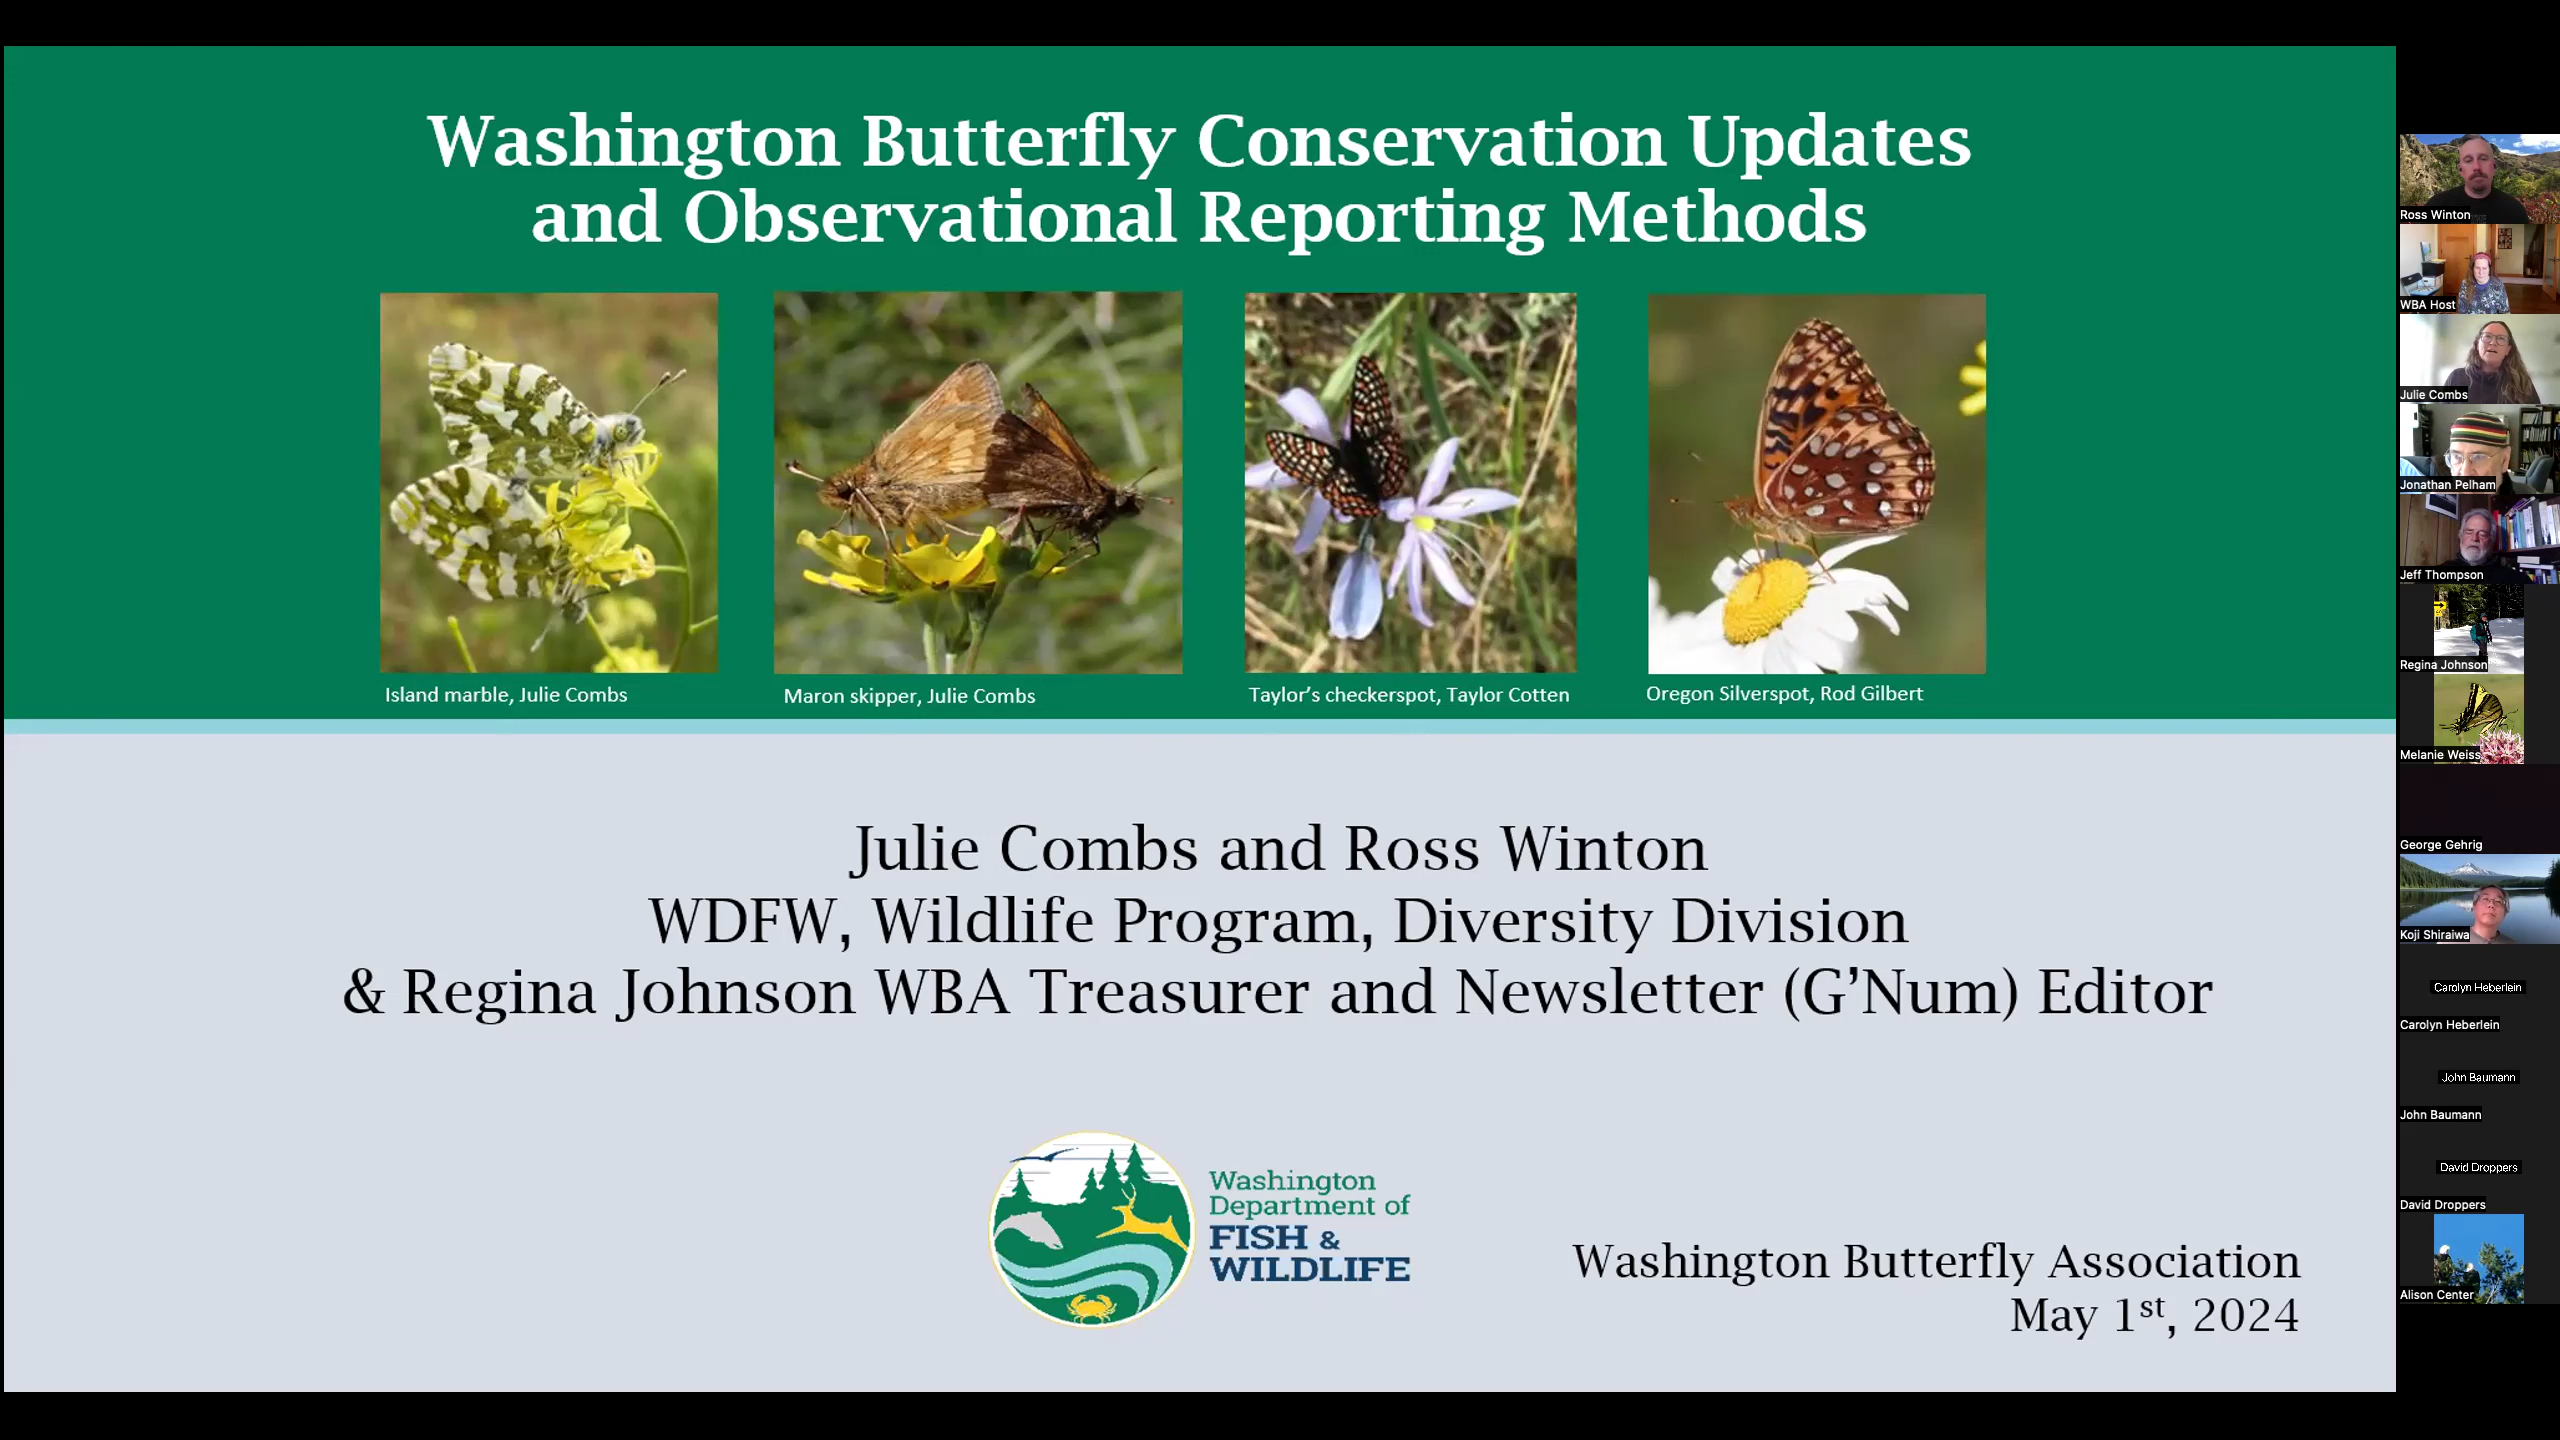 Washington Butterfly Conservation Updates
and Observational Reporting Methods
Island marble, Julie Combs
Maron skipper, Julie Combs
Taylor's checkerspot, Taylor Cotten
Oregon Silverspot, Rod Gilbert
Julie Combs and Ross Winton
WDFW, Wildlife Program, Diversity Division
& Regina Johnson WBA Treasurer and Newsletter (G'Num) Editor
Washington
Department of
FISH &
WILDLIFE
Washington Butterfly Association
May 1st, 2024
Ross Winton
WBA Host
Julie Combs
Jonathan Pelham
Jeff Thompson
Regina Johnson
Melanie Weiss
George Gehrig
Koji Shiraiwa
Carolyn Heberlein
Carolyn Heberlein
John Baumann
John Baumann
David Droppers
David Droppers
Alison Center